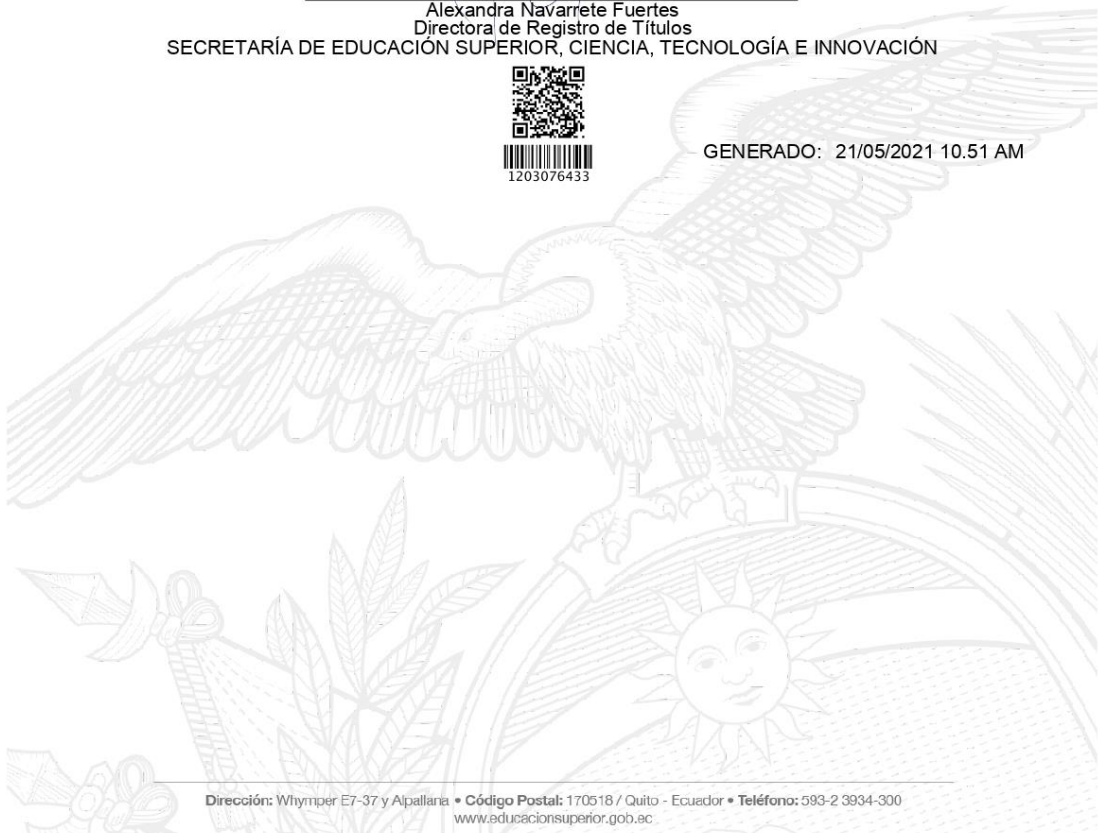 Alexandra Navarrete Fuertes
Directora de Registro de Títulos
SECRETARÍA DE EDUCACIÓN SUPERIOR, CIENCIA, TECNOLOGÍA E INNOVACIÓN
1203076433
GENERADO: 21/05/2021 10.51 AM
Dirección: Whymper E7-37 y Alpallana • Código Postal: 170518 / Quito - Ecuador • Teléfono: 593-2 3934-300
www.educacionsuperior.gob.ec